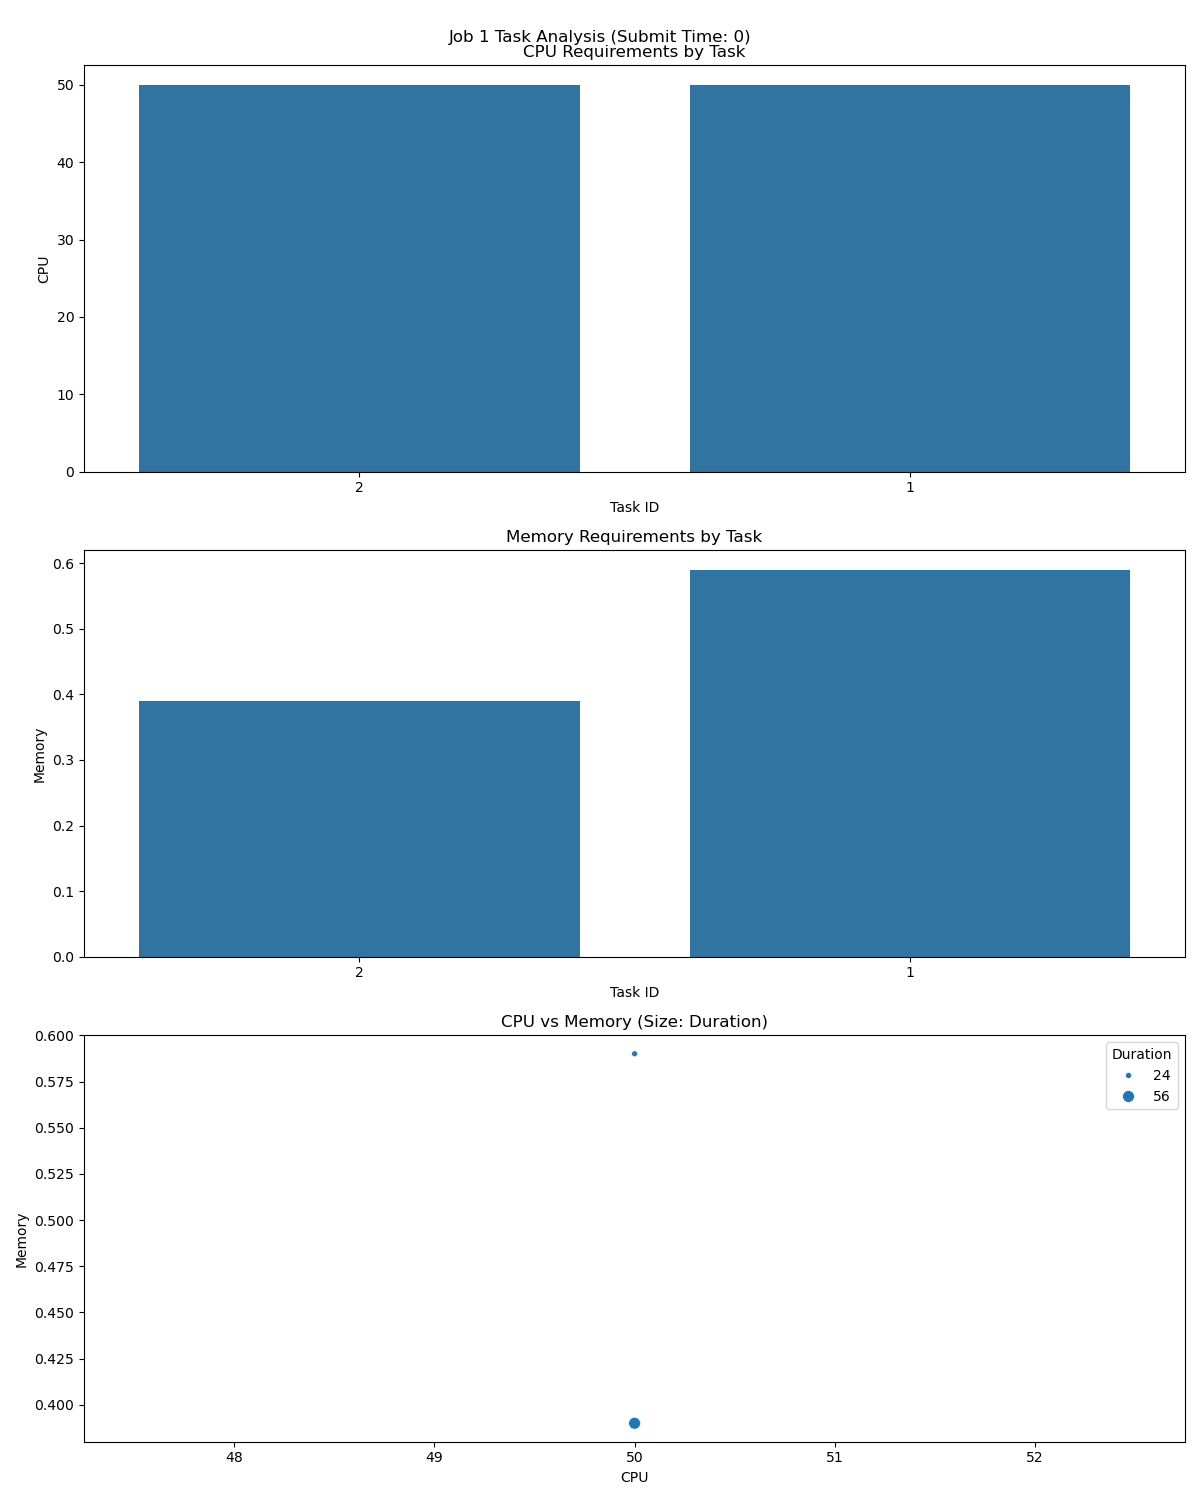 Job 1 Task Analysis (Submit Time: 0)
CPU Requirements by Task
50
40
30
20
10
0
CPU
2 1
Task ID
Memory Requirements by Task
0.6
0.5
0.4
0.3
0.2
0.1
0.0
Memory
2 1
Task ID
CPU vs Memory (Size: Duration)
0.600
0.575
0.550
0.525
0.500
0.475
0.450
0.425
0.400
Memory
Duration
24
56
48 49 50 51 52
CPU